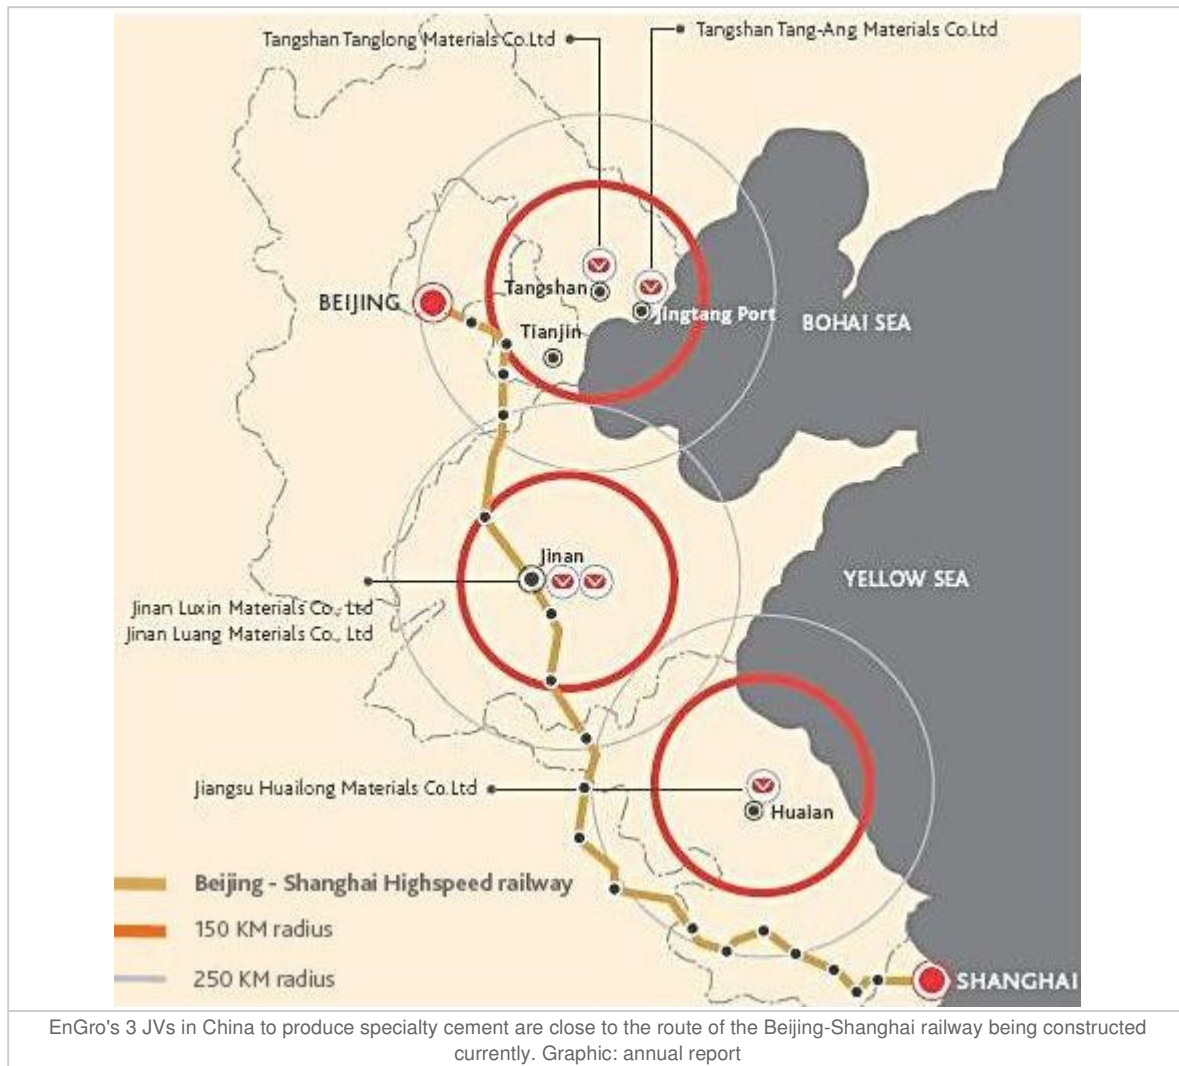 Tangshan Tanglong Materials Co.Ltd
Tangshan Tang-Ang Materials Co.Ltd
Tangshan
BEIJING
Jingtang Port
BOHAI SEA
Tianjin
Jinan
YELLOW SEA
Jinan Luxin Materials Co., Ltd
Jinan Luang Materials Co., Ltd
Jiangsu Huailong Materials Co.Ltd
Huaian
Beijing - Shanghai Highspeed railway
150 KM radius
250 KM radius
SHANGHAI
EnGro's 3 JVs in China to produce specialty cement are close to the route of the Beijing-Shanghai railway being constructed
currently. Graphic: annual report